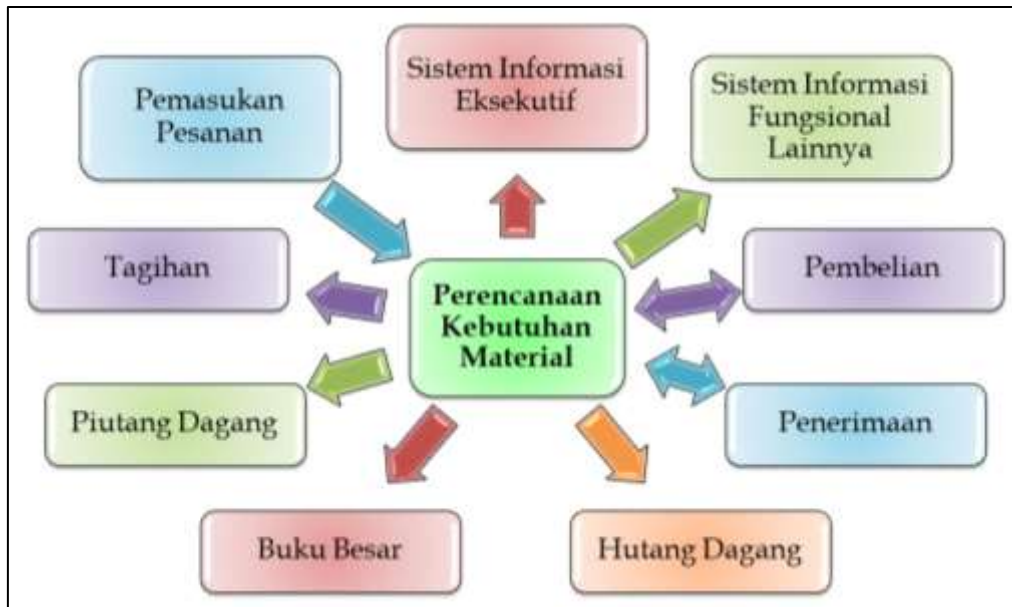 Pemasukan
Pesanan
Sistem Informasi
Eksekutif
Sistem Informasi
Fungsional
Lainnya
Tagihan
Perencanaan
Kebutuhan
Material
Pembelian
Piutang Dagang
Penerimaan
Buku Besar
Hutang Dagang